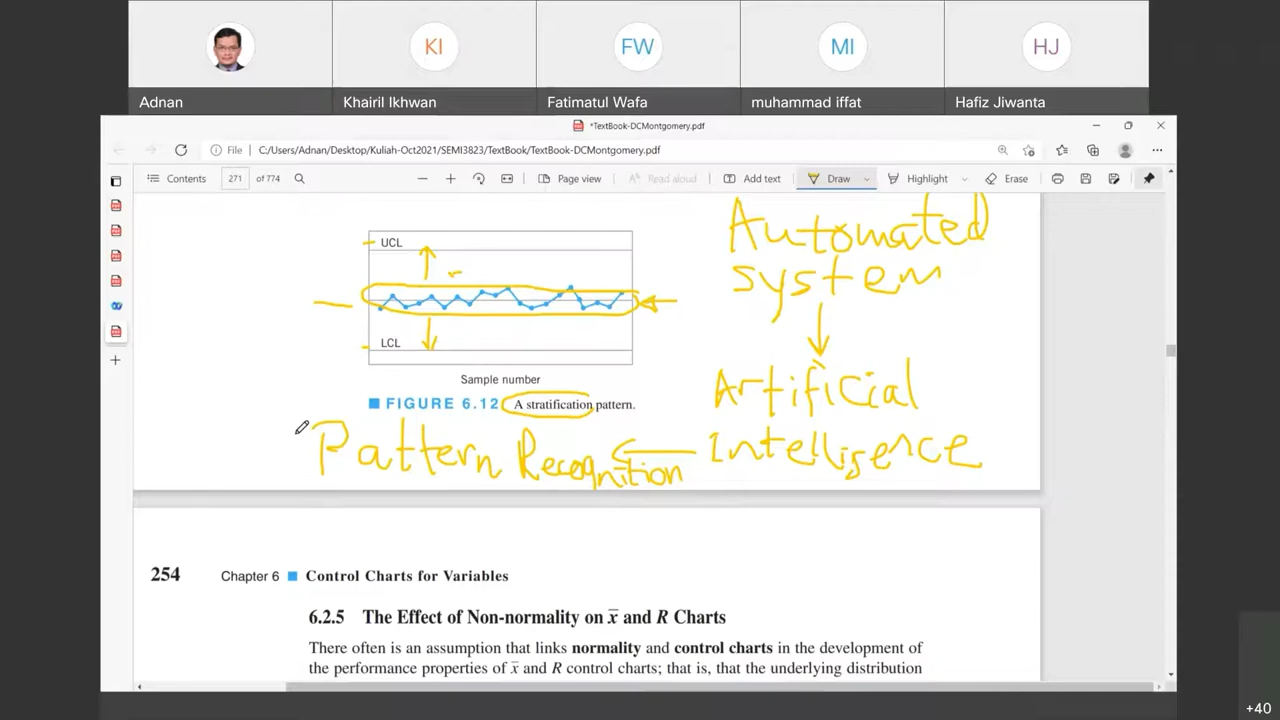 KI
FW
MI
HJ
Adnan
Khairil Ikhwan
Fatimatul Wafa
muhammad iffat
Hafiz Jiwanta
*TextBook-DCMontgomery.pdf
File
C:/Users/Adnan/Desktop/Kuliah-Oct2021/SEMI3823/TextBook/TextBook-DCMontgomery.pdf
Contents
271 of 774
Page view
Read aloud
Add text
Draw
Highlight
Erase
Automated
system
UCL
LCL
Sample number
FIGURE 6.12 A stratification pattern.
Artificial
Intelligence
Pattern Recognition
254 Chapter 6 ■ Control Charts for Variables
6.2.5 The Effect of Non-normality on x̄ and R Charts
There often is an assumption that links normality and control charts in the development of
the performance properties of x̄ and R control charts; that is, that the underlying distribution
+40